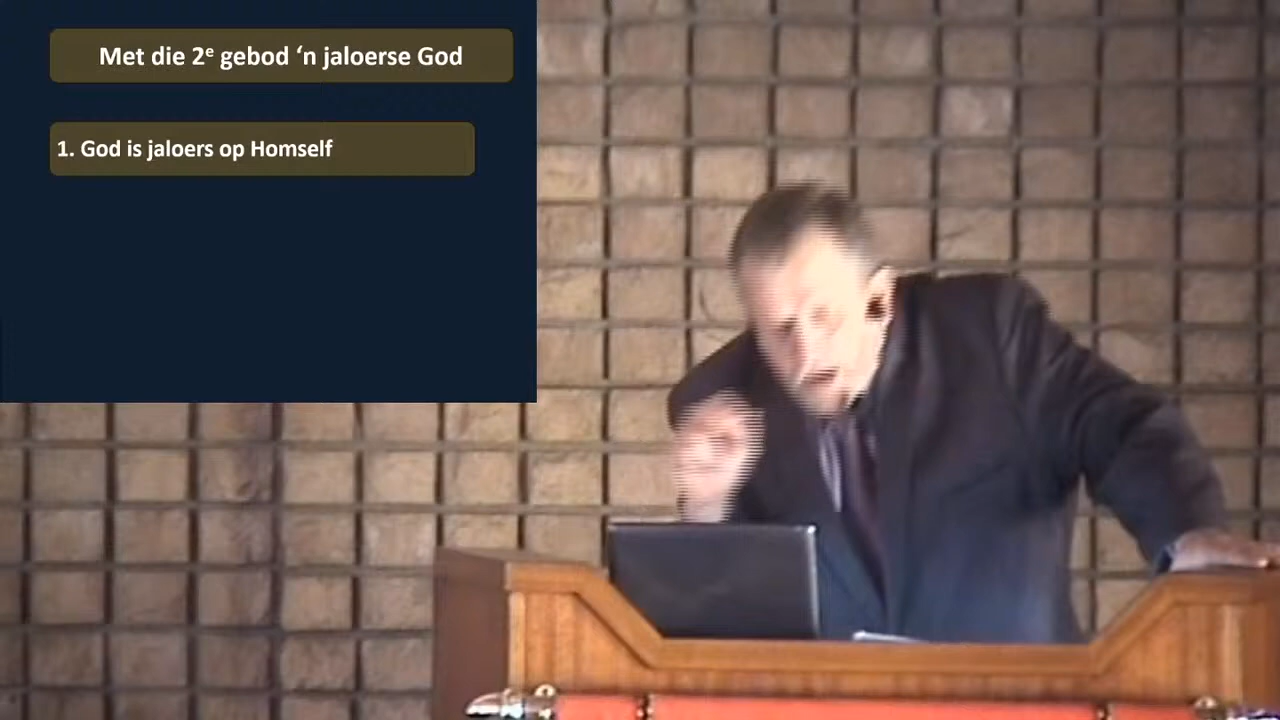 Met die 2ᵉ gebod ‘n jaloerse God
1. God is jaloers op Homself